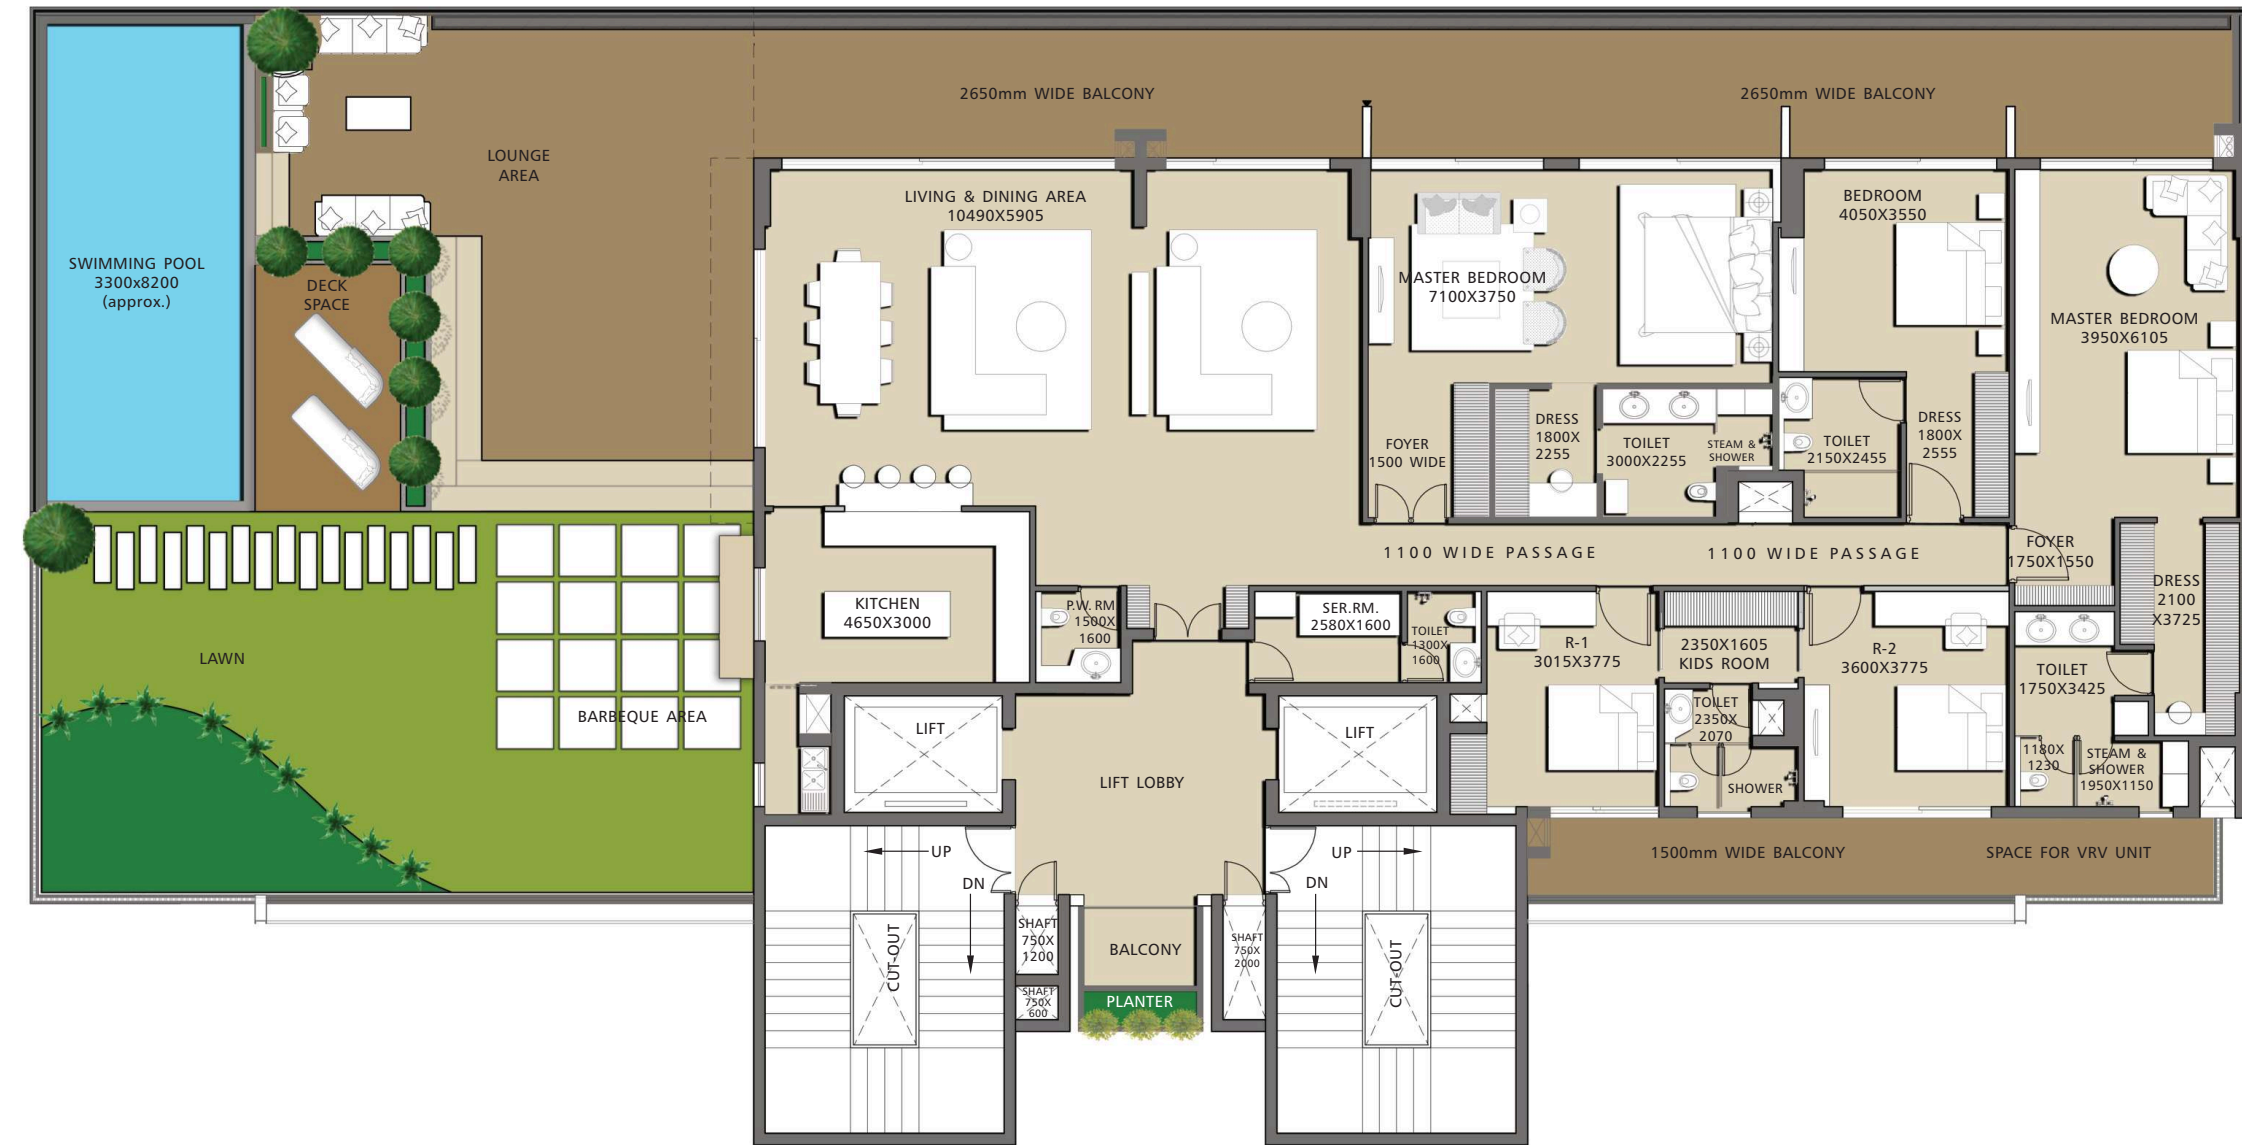 2650mm WIDE BALCONY
2650mm WIDE BALCONY
LOUNGE
AREA
SWIMMING POOL
3300x8200
(approx.)
DECK
SPACE
LIVING & DINING AREA
10490X5905
MASTER BEDROOM
7100X3750
BEDROOM
4050X3550
MASTER BEDROOM
3950X6105
FOYER
1500 WIDE
DRESS
1800X
2255
TOILET
3000X2255
STEAM &
SHOWER
TOILET
2150X2455
DRESS
1800X
2555
1100 WIDE PASSAGE
1100 WIDE PASSAGE
FOYER
1750X1550
DRESS
2100
X3725
KITCHEN
4650X3000
P.W. RM
1500X
1600
SER.RM.
2580X1600
TOILET
1300X
1600
R-1
3015X3775
2350X1605
KIDS ROOM
R-2
3600X3775
TOILET
1750X3425
LAWN
BARBEQUE AREA
LIFT
LIFT
LIFT LOBBY
TOILET
2350X
2070
SHOWER
1180X
1230
STEAM &
SHOWER
1950X1150
UP
DN
UP
DN
1500mm WIDE BALCONY
SPACE FOR VRV UNIT
CUT-OUT
SHAFT
750X
1200
SHAFT
750X
600
BALCONY
PLANTER
SHAFT
750X
2000
CUT-OUT